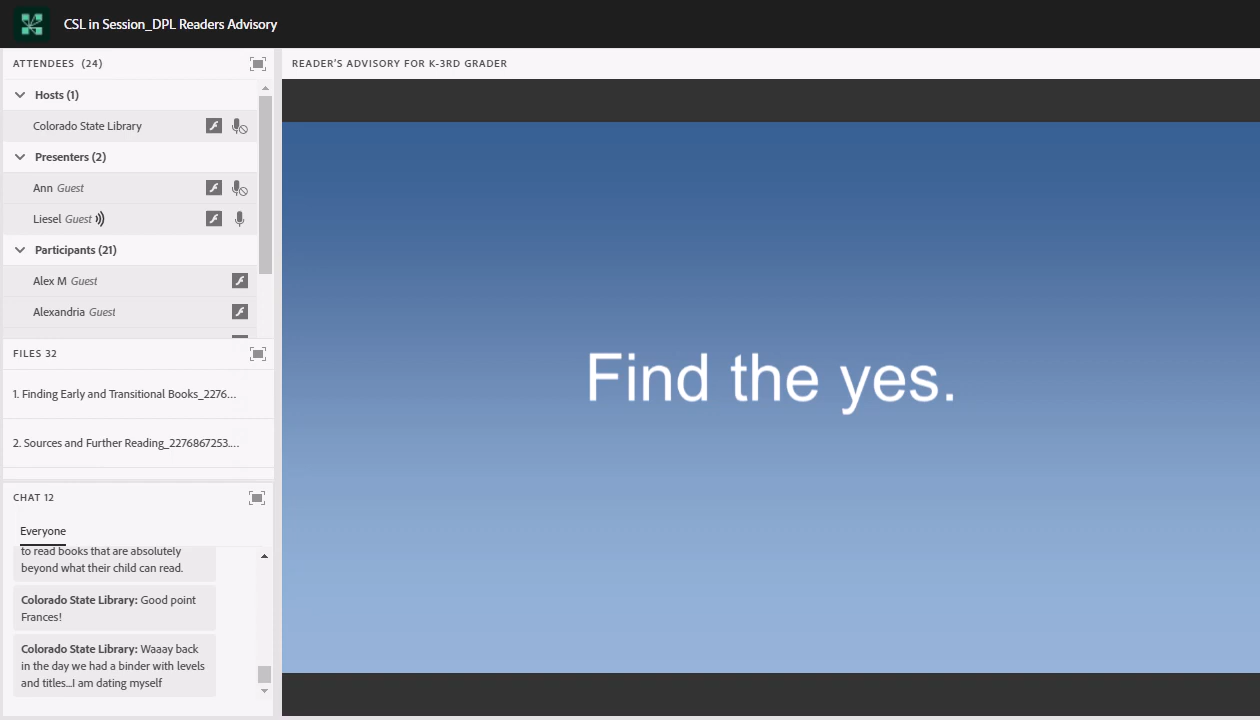 CSL in Session_DPL Readers Advisory
ATTENDEES (24)
Hosts (1)
Colorado State Library
Presenters (2)
Ann Guest
Liesel Guest
Participants (21)
Alex M Guest
Alexandria Guest
FILES 32
1. Finding Early and Transitional Books_2276...
2. Sources and Further Reading_2276867253....
CHAT 12
Everyone
to read books that are absolutely
beyond what their child can read.
Colorado State Library: Good point
Frances!
Colorado State Library: Waaay back
in the day we had a binder with levels
and titles...I am dating myself
READER'S ADVISORY FOR K-3RD GRADER
Find the yes.